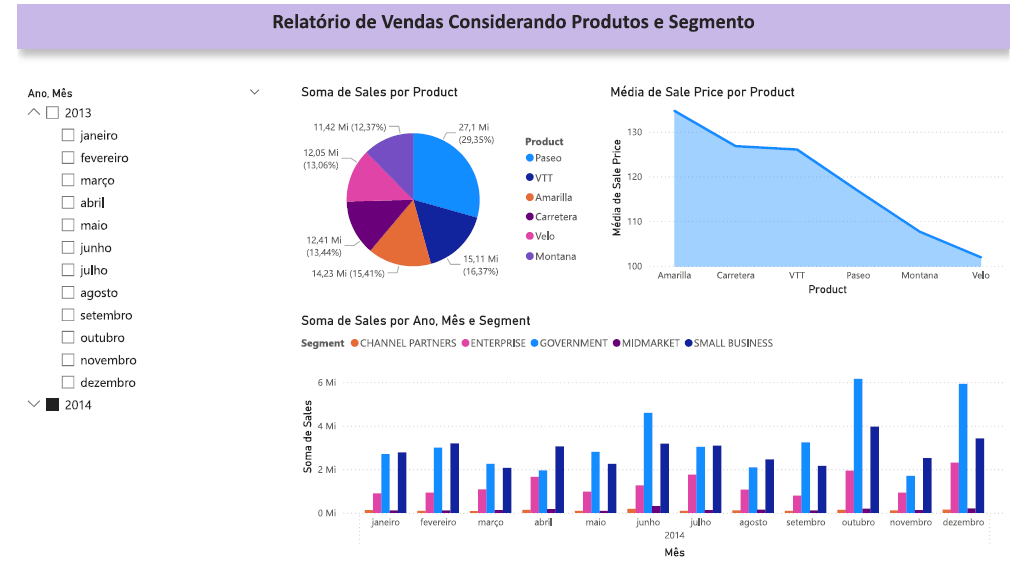 Relatório de Vendas Considerando Produtos e Segmento
Ano, Mês
2013
janeiro
fevereiro
março
abril
maio
junho
julho
agosto
setembro
outubro
novembro
dezembro
2014
Soma de Sales por Product
11,42 Mi (12,37%)
27,1 Mi
(29,35%)
12,05 Mi
(13,06%)
12,41 Mi
(13,44%)
14,23 Mi (15,41%)
15,11 Mi
(16,37%)
Product
Paseo
VTT
Amarilla
Carretera
Velo
Montana
Média de Sale Price por Product
Média de Sale Price
130
120
110
100
Amarilla Carretera VTT Paseo Montana Velo
Product
Soma de Sales por Ano, Mês e Segment
Segment CHANNEL PARTNERS ENTERPRISE GOVERNMENT MIDMARKET SMALL BUSINESS
Soma de Sales
6 Mi
4 Mi
2 Mi
0 Mi
janeiro fevereiro março abril maio junho julho agosto setembro outubro novembro dezembro
2014
Mês